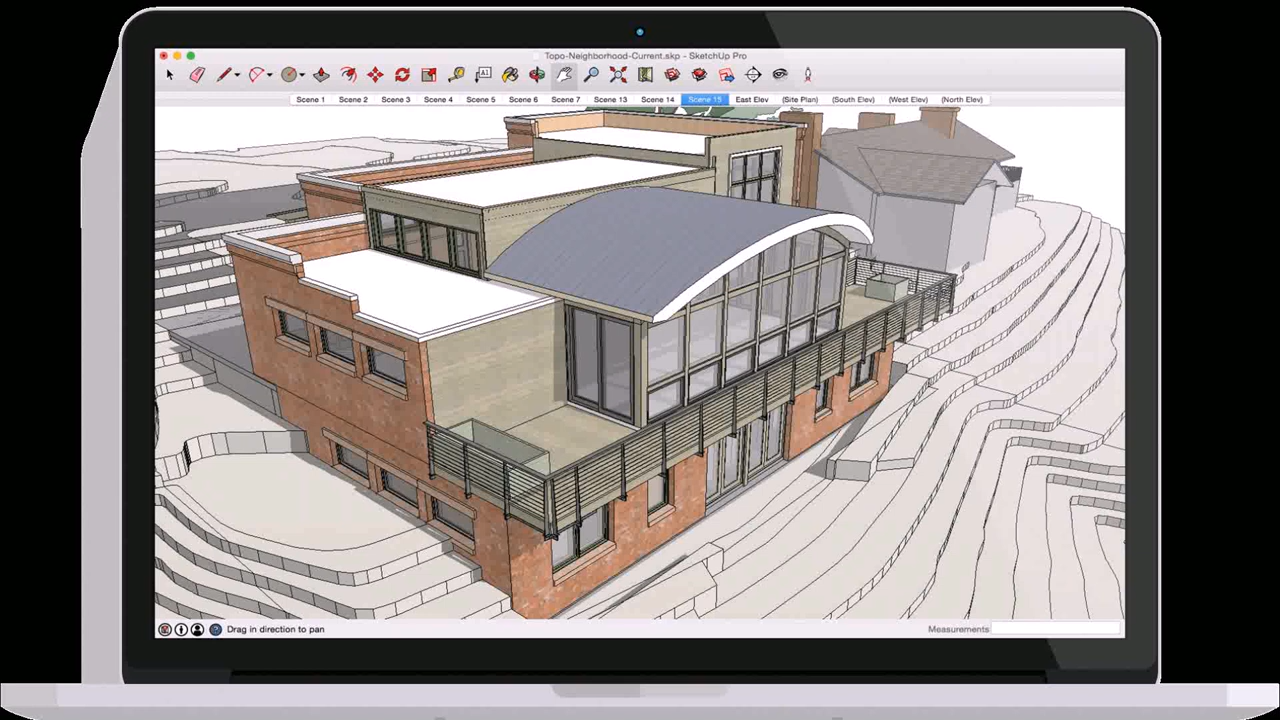 Topo-Neighborhood-Current.skp - SketchUp Pro
A1
Scene 1 Scene 2 Scene 3 Scene 4 Scene 5 Scene 6 Scene 7 Scene 13 Scene 14 Scene 15 East Elev (Site Plan) (South Elev) (West Elev) (North Elev)
Drag in direction to pan Measurements